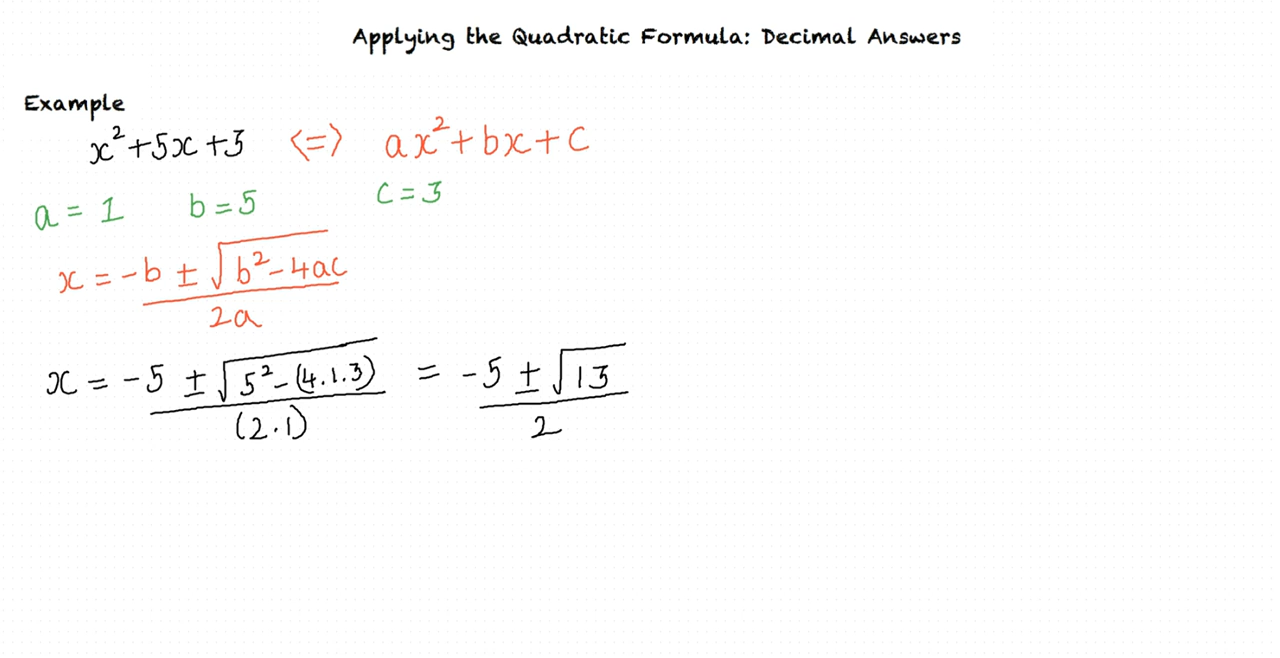 Applying the Quadratic Formula: Decimal Answers
Example
x²+5x+3 <=> ax²+bx+c
a = 1 b = 5 c = 3
x = -b ± √b²-4ac
2a
x = -5 ± √5²-(4.1.3) = -5 ± √13
(2.1) 2